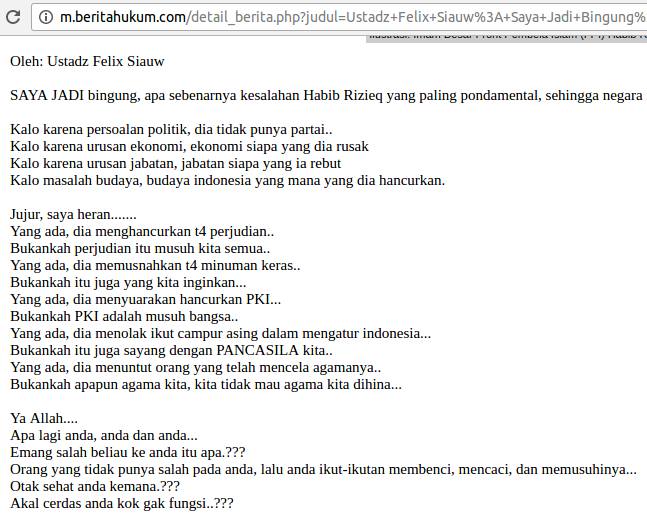 m.beritahukum.com/detail_berita.php?judul=Ustadz+Felix+Siauw%3A+Saya+Jadi+Bingung%
Oleh: Ustadz Felix Siauw
SAYA JADI bingung, apa sebenarnya kesalahan Habib Rizieq yang paling pondamental, sehingga negara
Kalo karena persoalan politik, dia tidak punya partai..
Kalo karena urusan ekonomi, ekonomi siapa yang dia rusak
Kalo karena urusan jabatan, jabatan siapa yang ia rebut
Kalo masalah budaya, budaya indonesia yang mana yang dia hancurkan.
Jujur, saya heran.......
Yang ada, dia menghancurkan t4 perjudian..
Bukankah perjudian itu musuh kita semua..
Yang ada, dia memusnahkan t4 minuman keras..
Bukankah itu juga yang kita inginkan...
Yang ada, dia menyuarakan hancurkan PKI...
Bukankah PKI adalah musuh bangsa..
Yang ada, dia menolak ikut campur asing dalam mengatur indonesia...
Bukankah itu juga sayang dengan PANCASILA kita..
Yang ada, dia menuntut orang yang telah mencela agamanya..
Bukankah apapun agama kita, kita tidak mau agama kita dihina...
Ya Allah....
Apa lagi anda, anda dan anda...
Emang salah beliau ke anda itu apa.???
Orang yang tidak punya salah pada anda, lalu anda ikut-ikutan membenci, mencaci, dan memusuhinya...
Otak sehat anda kemana.???
Akal cerdas anda kok gak fungsi..???